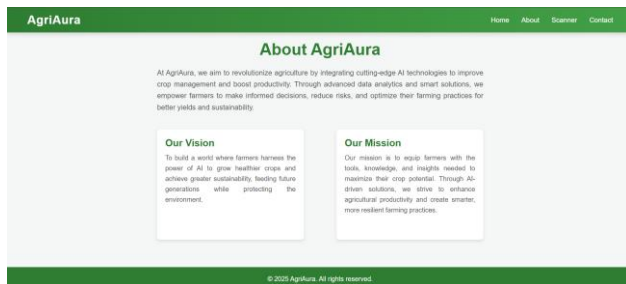 AgriAura
Home About Scanner Contact
About AgriAura
At AgriAura, we aim to revolutionize agriculture by integrating cutting-edge AI technologies to improve
crop management and boost productivity. Through advanced data analytics and smart solutions, we
empower farmers to make informed decisions, reduce risks, and optimize their farming practices for
better yields and sustainability.
Our Vision
To build a world where farmers harness the
power of AI to grow healthier crops and
achieve greater sustainability, feeding future
generations while protecting the
environment.
Our Mission
Our mission is to equip farmers with the
tools, knowledge, and insights needed to
maximize their crop potential. Through AI-
driven solutions, we strive to enhance
agricultural productivity and create smarter,
more resilient farming practices.
© 2025 AgriAura. All rights reserved.